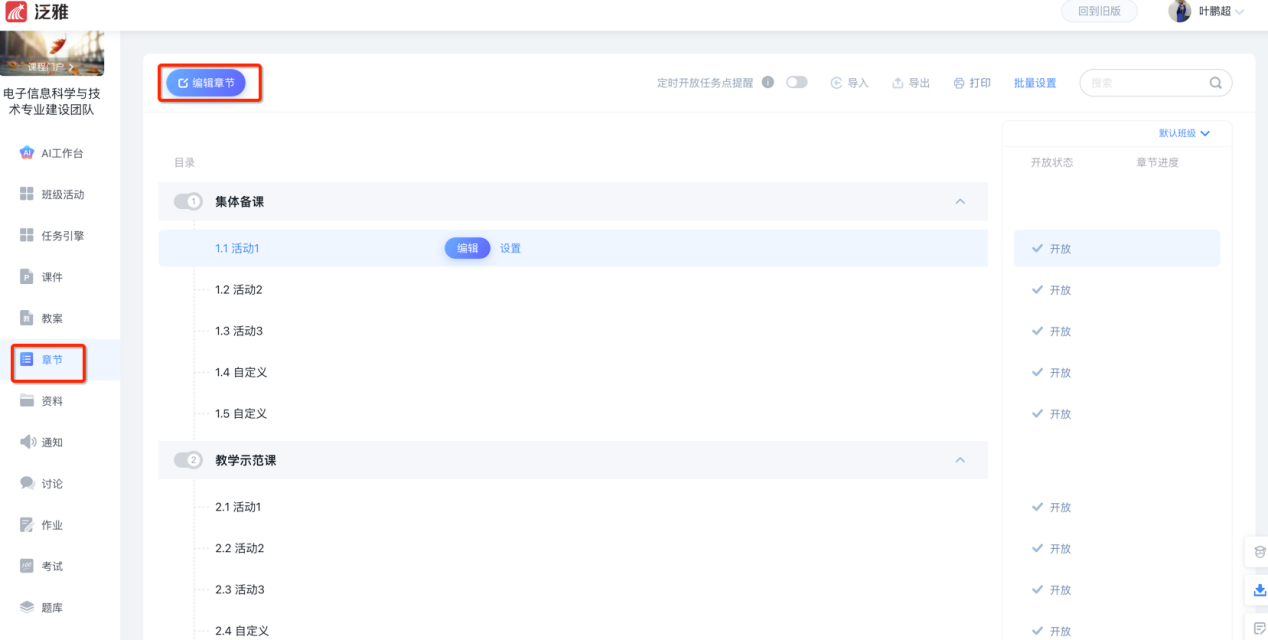 泛雅
回到旧版
叶鹏超
课程门户
电子信息科学与技
术专业建设团队
AI工作台
班级活动
任务引擎
课件
教案
章节
资料
通知
讨论
作业
考试
题库
编辑章节
定时开放任务点提醒
导入
导出
打印
批量设置
搜索
默认班级
目录
开放状态 章节进度
1 集体备课
1.1 活动1 编辑 设置 开放
1.2 活动2 开放
1.3 活动3 开放
1.4 自定义 开放
1.5 自定义 开放
2 教学示范课
2.1 活动1 开放
2.2 活动2 开放
2.3 活动3 开放
2.4 自定义 开放